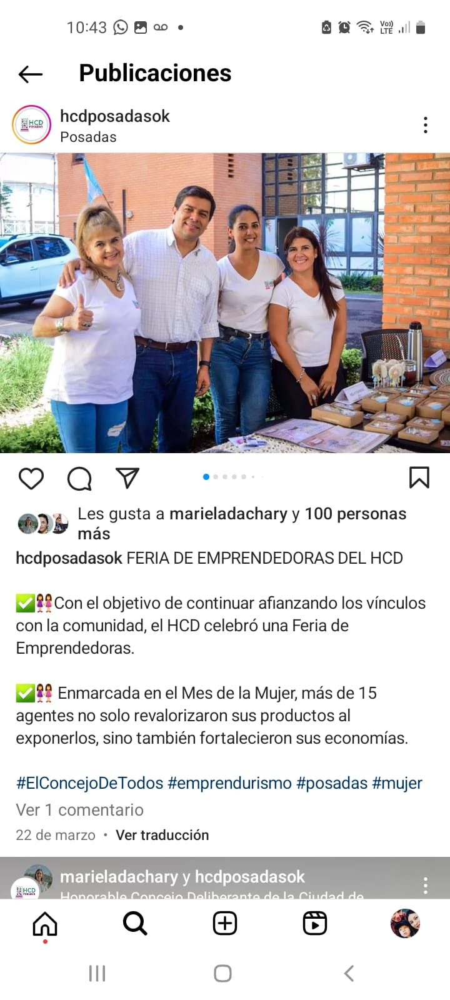 10:43
Vo))
LTE
Publicaciones
HCD
POSADAS
hcdposadasok
Posadas
Les gusta a marieladachary y 100 personas
más
hcdposadasok FERIA DE EMPRENDEDORAS DEL HCD
✅👭Con el objetivo de continuar afianzando los vínculos
con la comunidad, el HCD celebró una Feria de
Emprendedoras.
✅👭 Enmarcada en el Mes de la Mujer, más de 15
agentes no solo revalorizaron sus productos al
exponerlos, sino también fortalecieron sus economías.
#ElConcejoDeTodos #emprendurismo #posadas #mujer
Ver 1 comentario
22 de marzo • Ver traducción
marieladachary y hcdposadasok
HCD
POSADAS
Honorable Concejo Deliberante de la Ciudad de